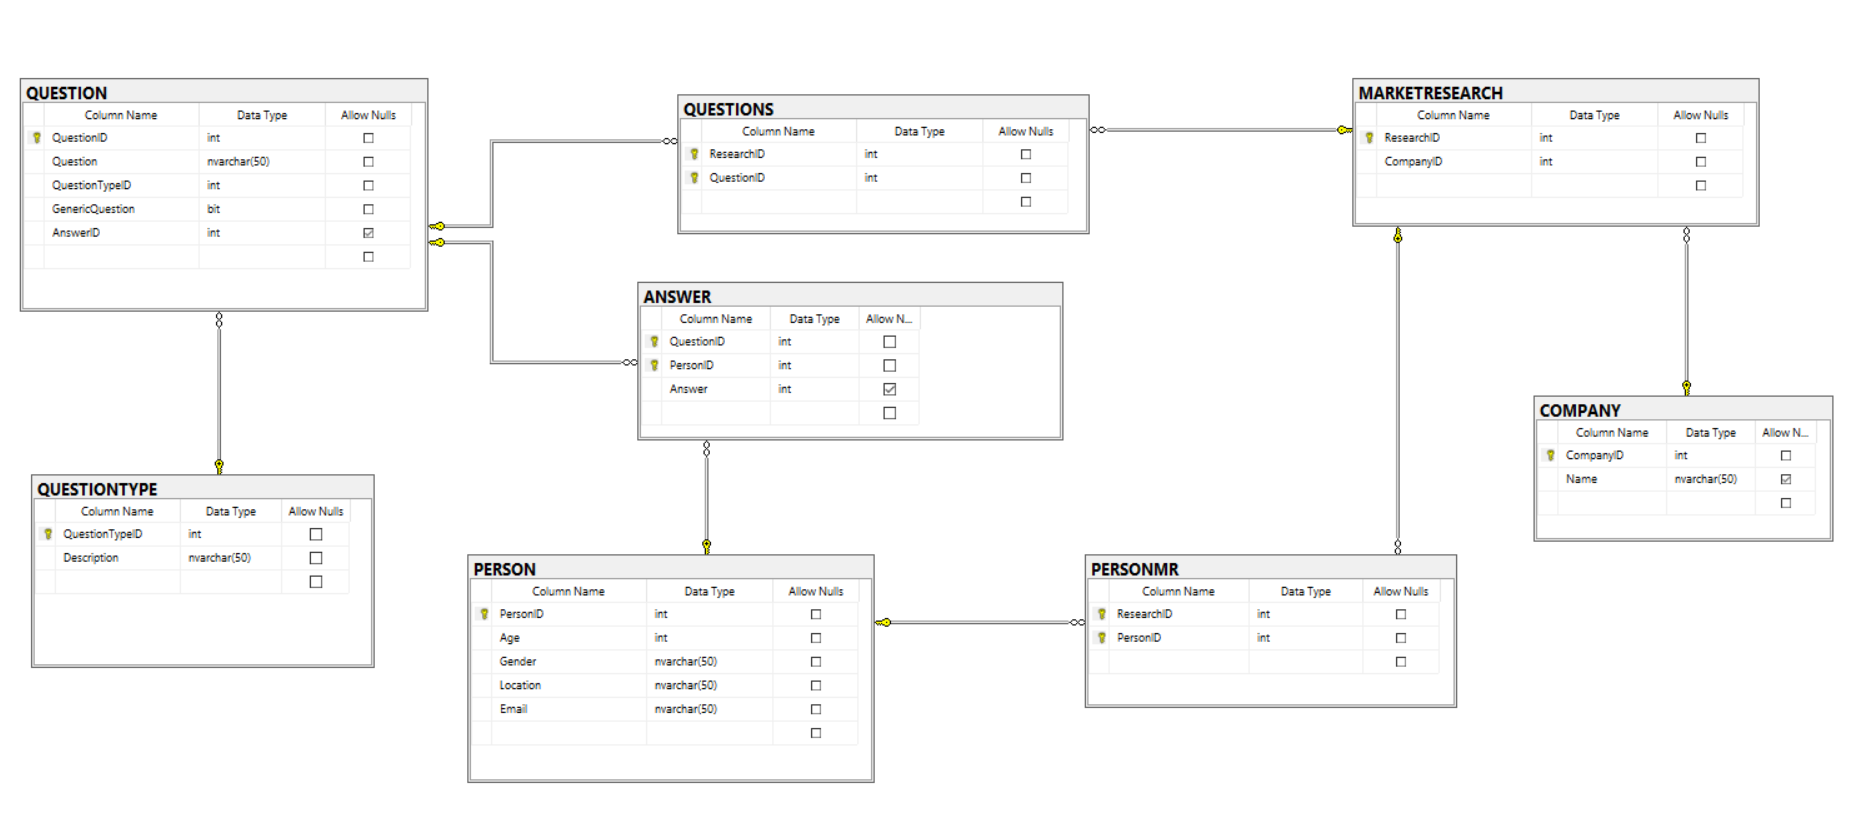 QUESTION
Column Name Data Type Allow Nulls
QuestionID int
Question nvarchar(50)
QuestionTypeID int
GenericQuestion bit
AnswerID int
QUESTIONS
Column Name Data Type Allow Nulls
ResearchID int
QuestionID int
MARKETRESEARCH
Column Name Data Type Allow Nulls
ResearchID int
CompanyID int
ANSWER
Column Name Data Type Allow N...
QuestionID int
PersonID int
Answer int
COMPANY
Column Name Data Type Allow N...
CompanyID int
Name nvarchar(50)
QUESTIONTYPE
Column Name Data Type Allow Nulls
QuestionTypeID int
Description nvarchar(50)
PERSON
Column Name Data Type Allow Nulls
PersonID int
Age int
Gender nvarchar(50)
Location nvarchar(50)
Email nvarchar(50)
PERSONMR
Column Name Data Type Allow Nulls
ResearchID int
PersonID int